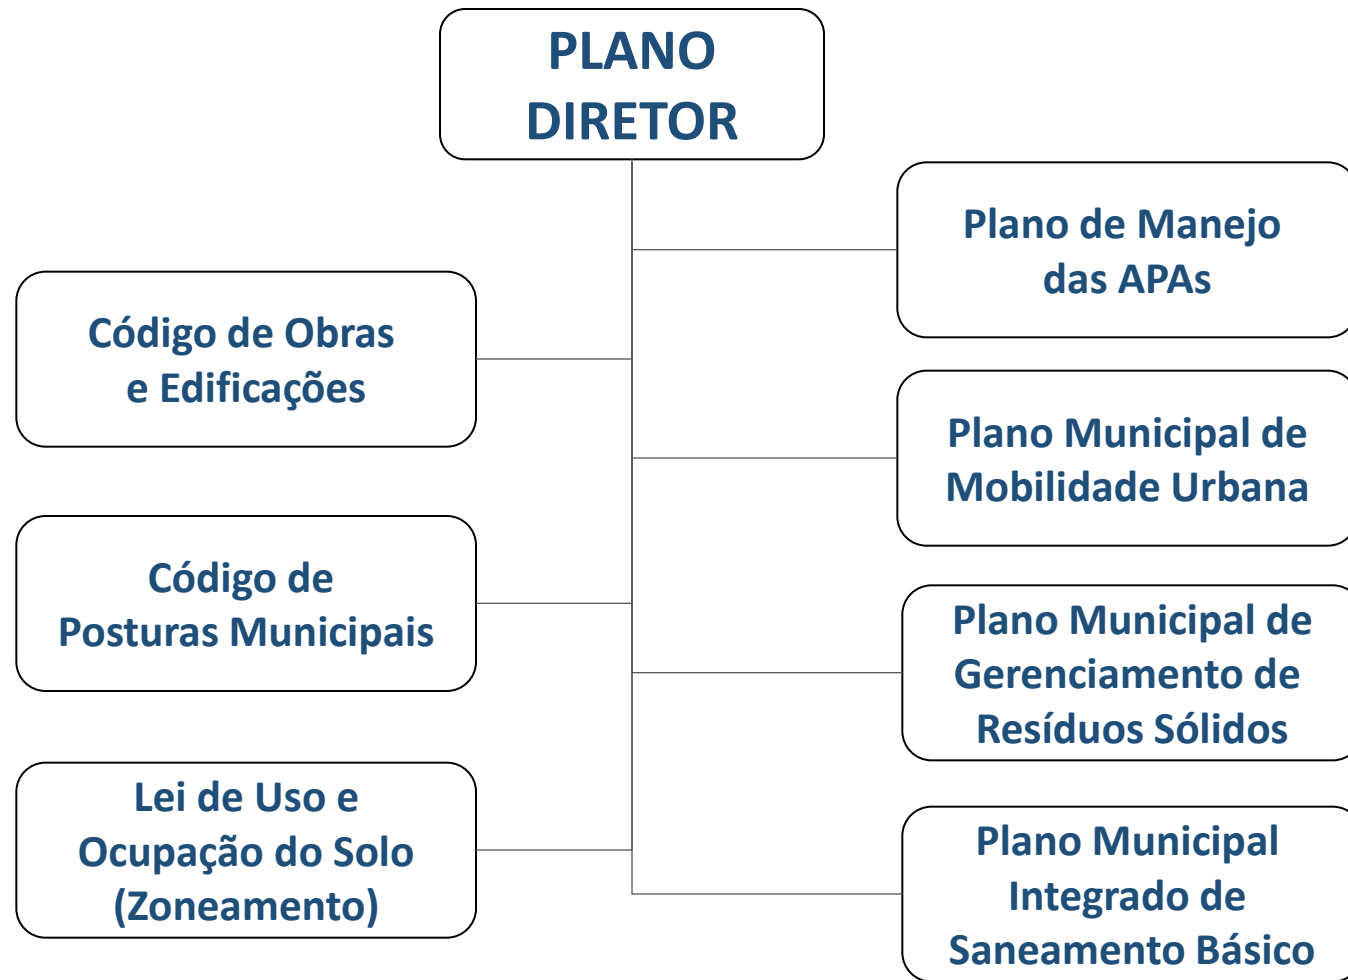 PLANO
DIRETOR
Código de Obras
e Edificações
Código de
Posturas Municipais
Lei de Uso e
Ocupação do Solo
(Zoneamento)
Plano de Manejo
das APAs
Plano Municipal de
Mobilidade Urbana
Plano Municipal de
Gerenciamento de
Resíduos Sólidos
Plano Municipal
Integrado de
Saneamento Básico